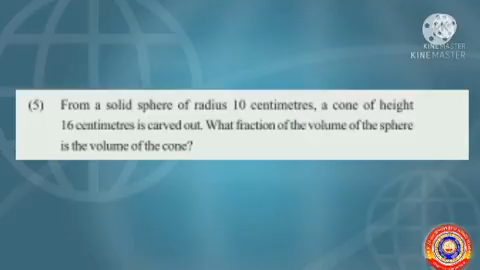 KINEMASTER
KINEMASTER
(5) From a solid sphere of radius 10 centimetres, a cone of height
16 centimetres is carved out. What fraction of the volume of the sphere
is the volume of the cone?